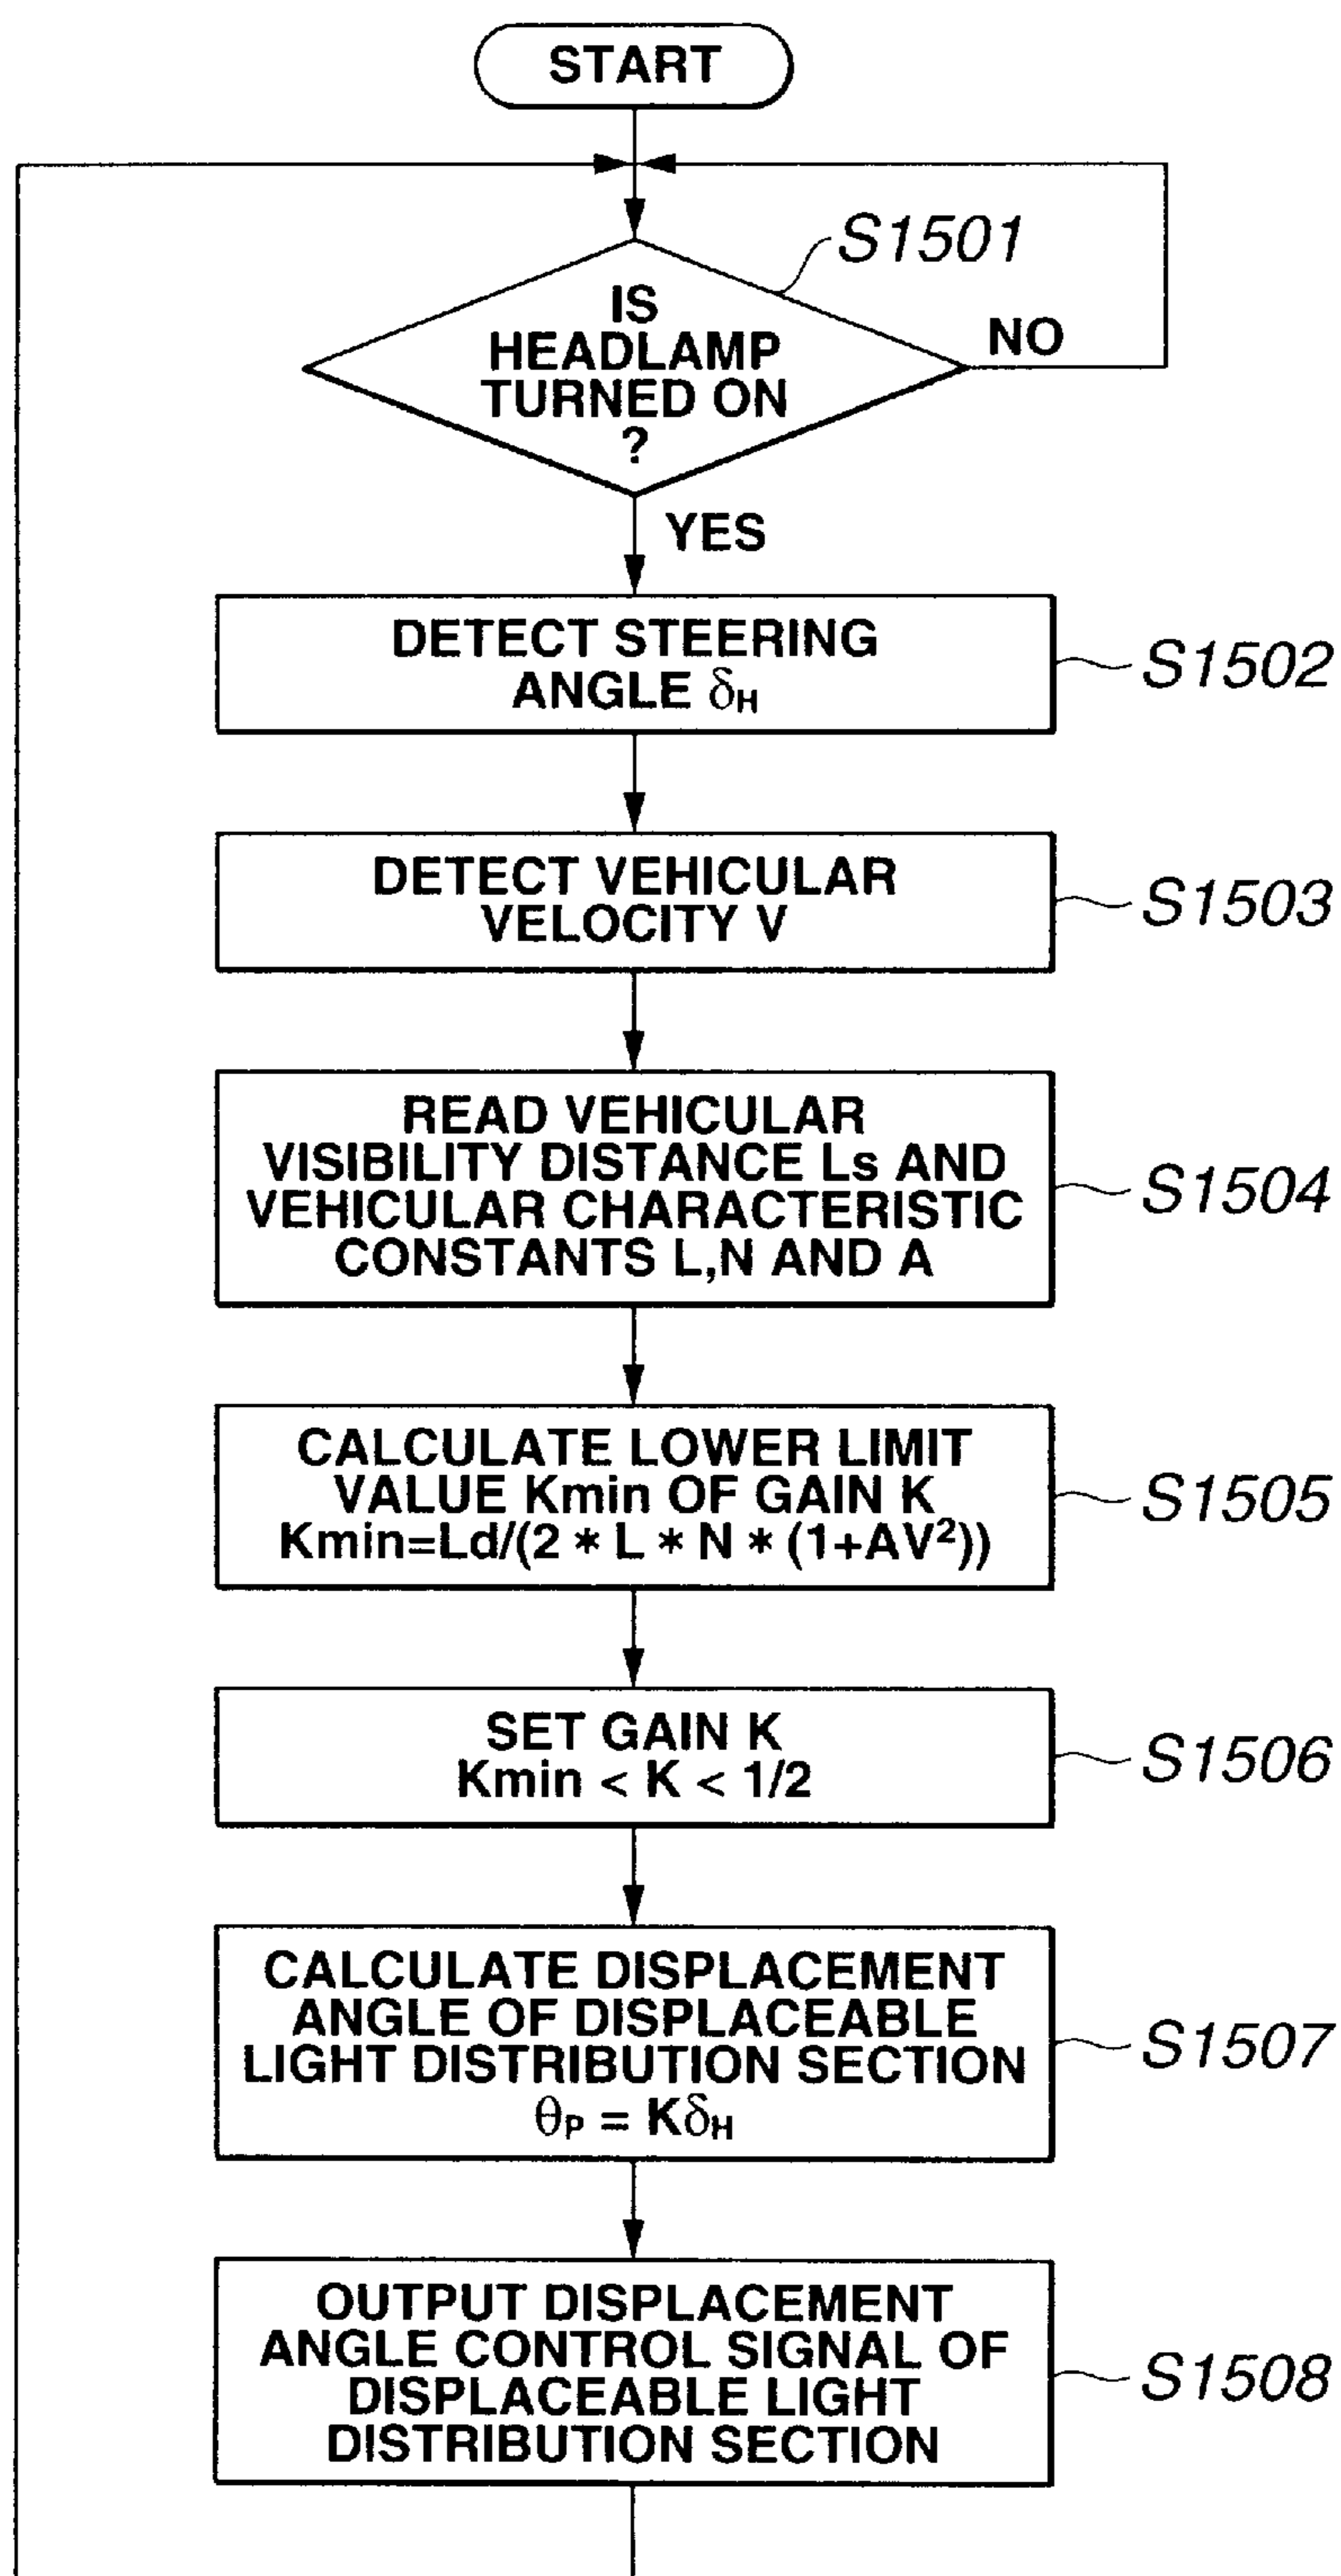 START
S1501
IS
HEADLAMP
TURNED ON
?
NO
YES
DETECT STEERING
ANGLE δH
S1502
DETECT VEHICULAR
VELOCITY V
S1503
READ VEHICULAR
VISIBILITY DISTANCE Ls AND
VEHICULAR CHARACTERISTIC
CONSTANTS L,N AND A
S1504
CALCULATE LOWER LIMIT
VALUE Kmin OF GAIN K
Kmin=Ld/(2 * L * N * (1+AV²))
S1505
SET GAIN K
Kmin < K < 1/2
S1506
CALCULATE DISPLACEMENT
ANGLE OF DISPLACEABLE
LIGHT DISTRIBUTION SECTION
θP = KδH
S1507
OUTPUT DISPLACEMENT
ANGLE CONTROL SIGNAL OF
DISPLACEABLE LIGHT
DISTRIBUTION SECTION
S1508